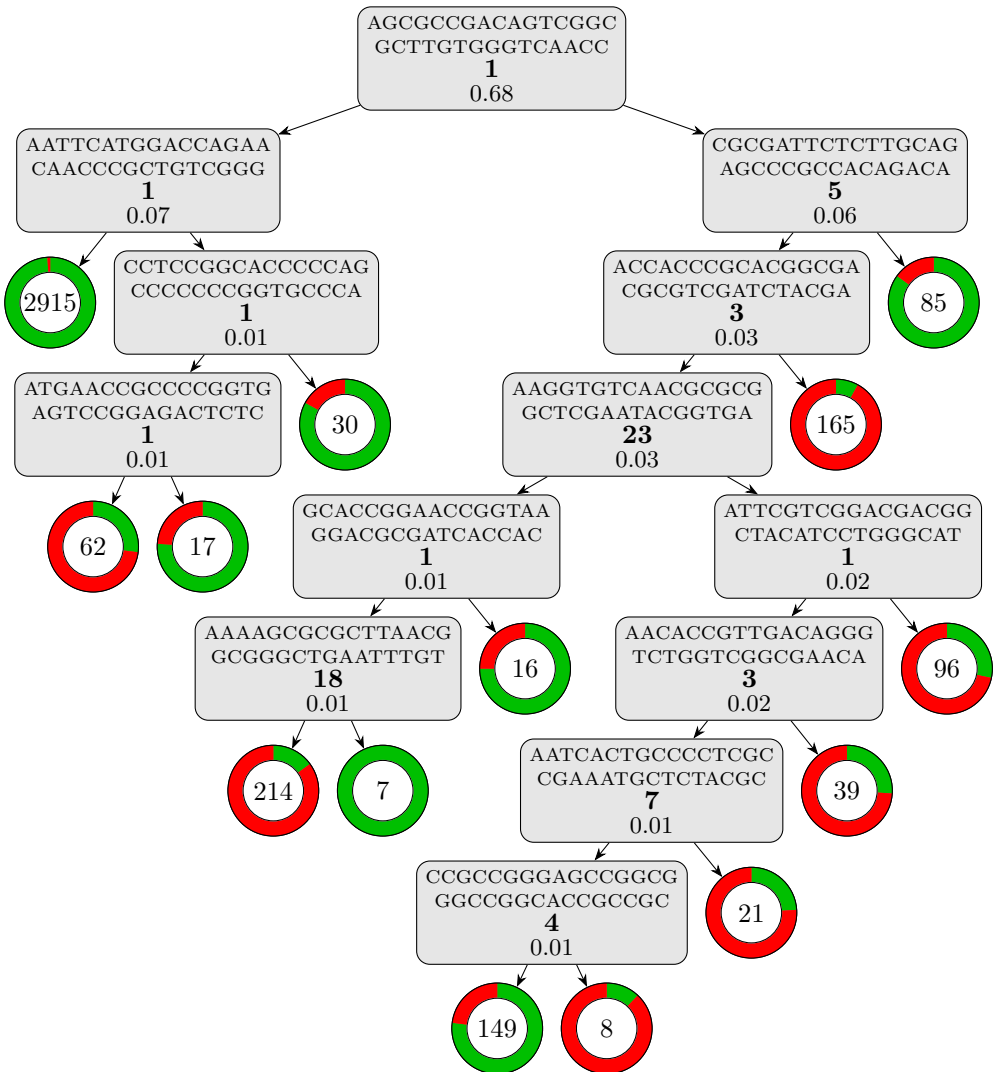 AGCGCCGACAGTCGGC
GCTTGTGGGTCAACC
1
0.68
AATTCATGGACCAGAA
CAACCCGCTGTCGGG
1
0.07
CGCGATTCTCTTGCAG
AGCCCGCCACAGACA
5
0.06
2915
CCTCCGGCACCCCCAG
CCCCCCCGGTGCCCA
1
0.01
ACCACCCGCACGGCGA
CGCGTCGATCTACGA
3
0.03
85
ATGAACCGCCCCGGTG
AGTCCGGAGACTCTC
1
0.01
30
AAGGTGTCAACGCGCG
GCTCGAATACGGTGA
23
0.03
165
62
17
GCACCGGAACCGGTAA
GGACGCGATCACCAC
1
0.01
ATTCGTCGGACGACGG
CTACATCCTGGGCAT
1
0.02
AAAAGCGCGCTTAACG
GCGGGCTGAATTTGT
18
0.01
16
AACACCGTTGACAGGG
TCTGGTCGGCGAACA
3
0.02
96
214
7
AATCACTGCCCCTCGC
CGAAATGCTCTACGC
7
0.01
39
CCGCCGGGAGCCGGCG
GGCCGGCACCGCCGC
4
0.01
21
149
8